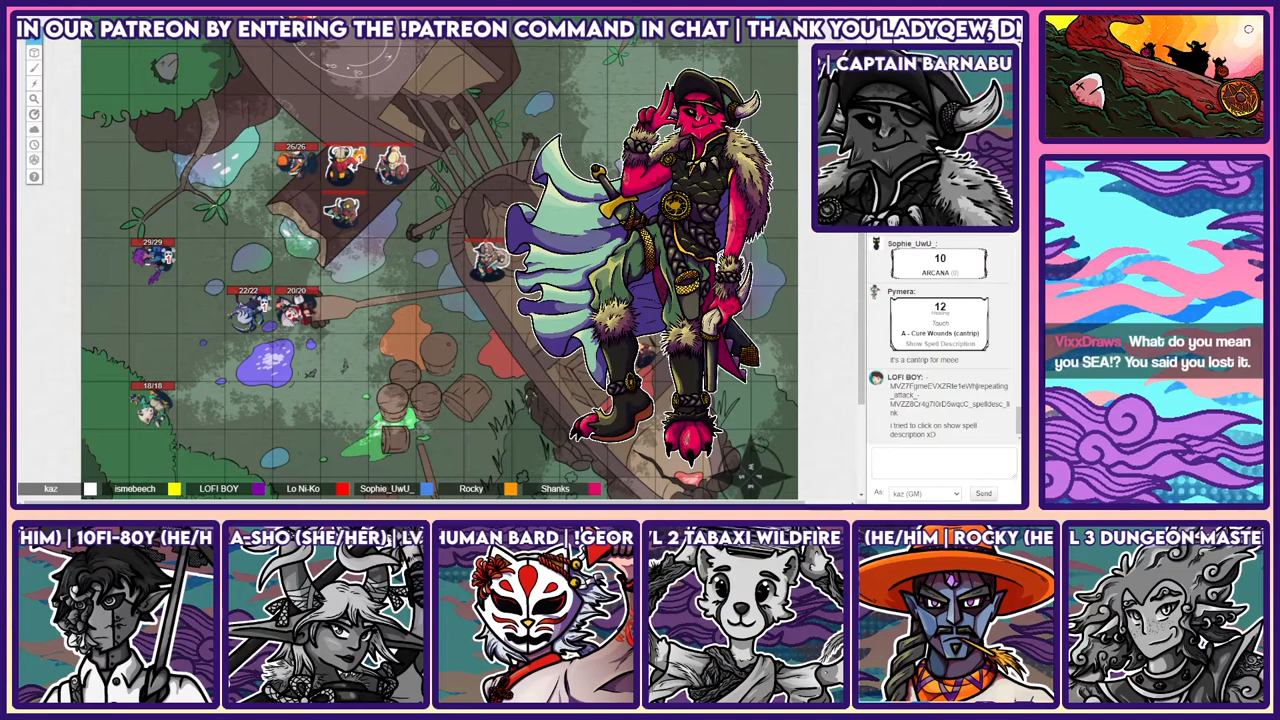 IN OUR PATREON BY ENTERING THE !PATREON COMMAND IN CHAT | THANK YOU LADYQEW, D
| CAPTAIN BARNABU
26/26
29/29
22/22
20/20
18/18
Sophie_UwU_:
10
ARCANA (0)
Pymera:
12
Healing
Touch
A - Cure Wounds (cantrip)
Show Spell Description
it's a cantrip for meee
LOFI BOY:
_attack_-
nk
i tried to click on show spell
description xD
VixxDraws What do you mean
you SEA!? You said you lost it.
kaz
ismebeech
LOFI BOY
Lo Ni-Ko
Sophie_UwU_
Rocky
Shanks
As:
kaz (GM)
Send
HIM) | 10FI-80Y (HE/H
A-SHO (SHE/HER) | LV
HUMAN BARD | !GEOR
L 2 TABAXI WILDFIRE
(HE/HIM | ROCKY (HE
L 3 DUNGEON MASTE